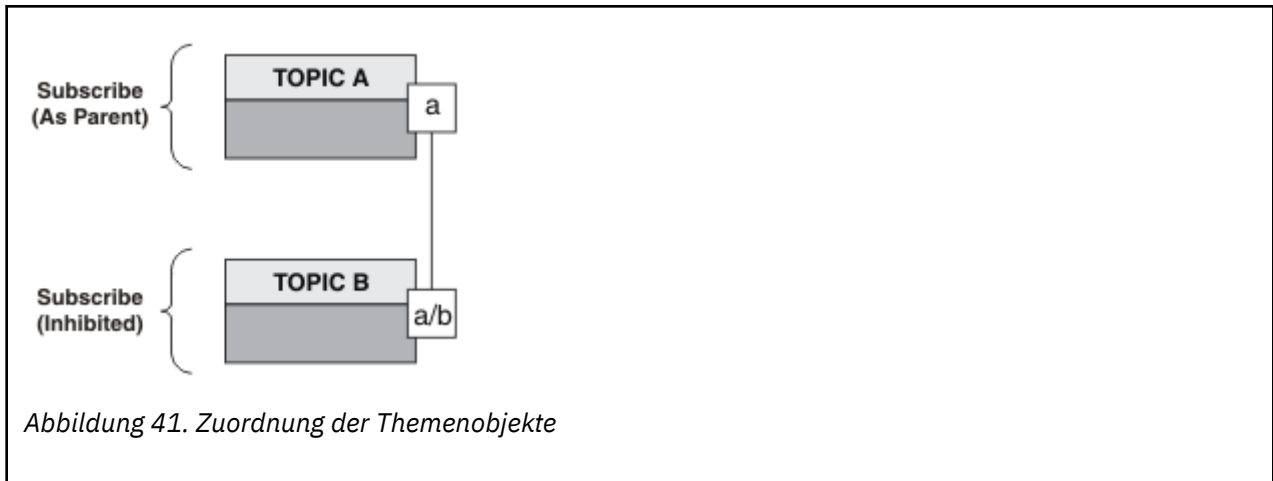 Subscribe
(As Parent)
TOPIC A
a
Subscribe
(Inhibited)
TOPIC B
a/b
Abbildung 41. Zuordnung der Themenobjekte